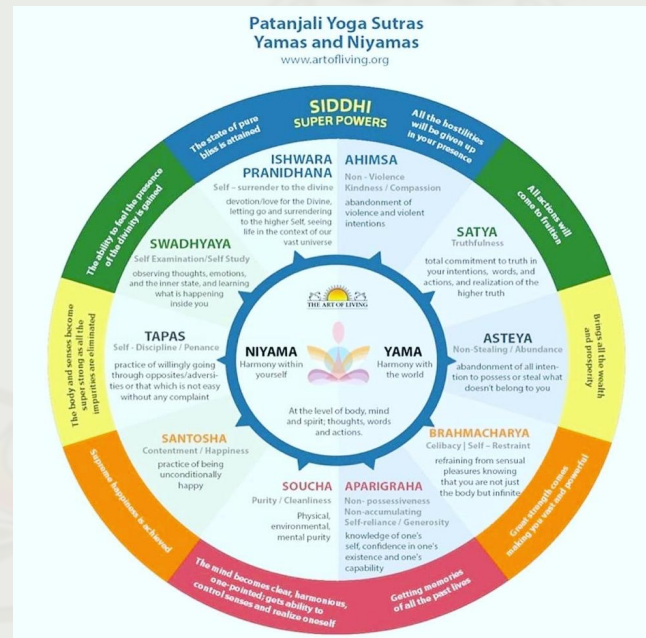 Patanjali Yoga Sutras
Yamas and Niyamas
www.artofliving.org
SIDDHI
SUPER POWERS
All the hostilities
will be given up
in your presence
All actions will
come to fruition
Brings all the wealth
and prosperity
Great strength comes
making you vast and powerful
Getting memories
of all the past lives
The mind becomes clear, harmonious,
one-pointed; gets ability to
control senses and realize oneself
Supreme happiness is achieved
The body and senses become
super strong as all the
impurities are eliminated
The ability to feel the presence
of the divinity is gained
The state of pure
bliss is attained
AHIMSA
Non - Violence
Kindness / Compassion
abandonment of
violence and violent
intentions
SATYA
Truthfulness
total commitment to truth in
your intentions, words, and
actions, and realization of the
higher truth
ASTEYA
Non-Stealing / Abundance
abandonment of all inten-
tion to possess or steal what
doesn't belong to you
BRAHMACHARYA
Celibacy | Self - Restraint
refraining from sensual
pleasures knowing
that you are not just
the body but infinite
APARIGRAHA
Non- possessiveness
Non-accumulating
Self-reliance / Generosity
knowledge of one's
self, confidence in one's
existence and one's
capability
SOUCHA
Purity / Cleanliness
Physical,
environmental,
mental purity
SANTOSHA
Contentment / Happiness
practice of being
unconditionally
happy
TAPAS
Self - Discipline / Penance
practice of willingly going
through opposites/adversi-
ties or that which is not easy
without any complaint
SWADHYAYA
Self Examination/Self Study
observing thoughts, emotions,
and the inner state, and learning
what is happening
inside you
ISHWARA
PRANIDHANA
Self - surrender to the divine
devotion/love for the Divine,
letting go and surrendering
to the higher Self, seeing
life in the context of our
vast universe
THE ART OF LIVING
NIYAMA
Harmony within
yourself
YAMA
Harmony with
the world
At the level of body, mind
and spirit; thoughts, words
and actions.